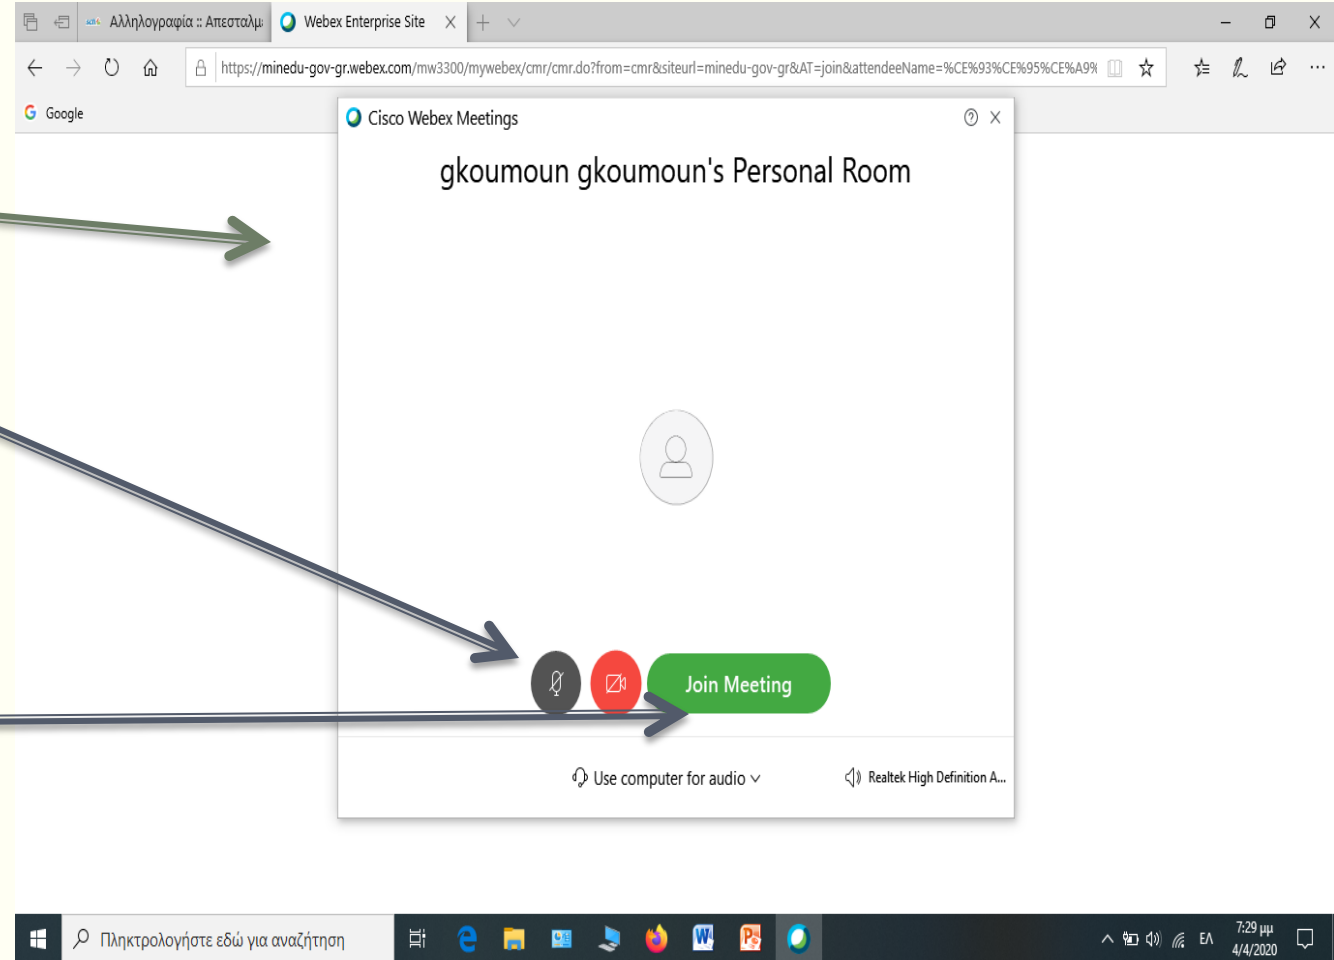 Αλληλογραφία :: Απεσταλμ
Webex Enterprise Site
https://minedu-gov-gr.webex.com/mw3300/mywebex/cmr/cmr.do?from=cmr&siteurl=minedu-gov-gr&AT=join&attendeeName=%CE%93%CE%95%CE%A9%
G Google
Cisco Webex Meetings
gkoumoun gkoumoun's Personal Room
Join Meeting
Use computer for audio
Realtek High Definition A...
Πληκτρολογήστε εδώ για αναζήτηση
ΕΛ
7:29 μμ
4/4/2020